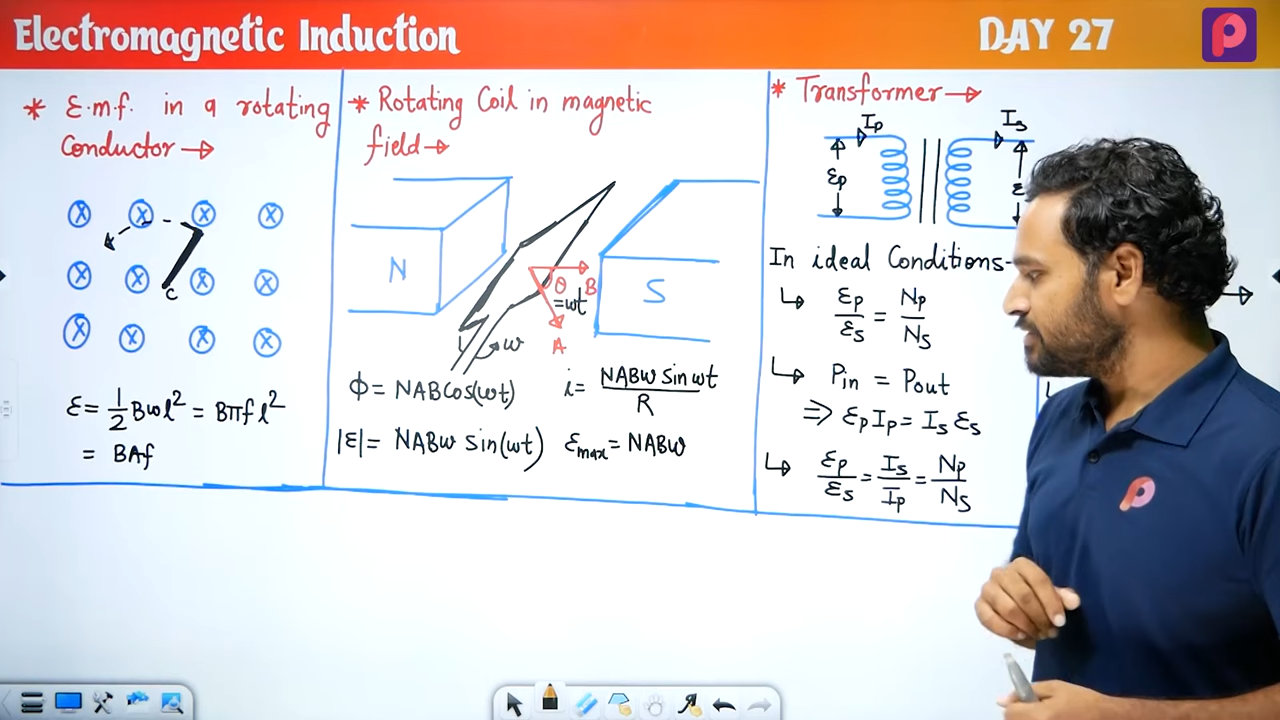 Electromagnetic Induction
DAY 27
* E.m.f. in a rotating
Conductor →
C
ε = 1/2 Bωl² = Bπfl²
= BAf
* Rotating Coil in magnetic
field →
N
S
θ
B
= ωt
A
ω
Φ = NABCos(ωt)
i = NABω Sin ωt / R
|ε| = NABω sin(ωt)
εmax = NABω
* Transformer →
Ip
Is
εp
ε
In ideal Conditions-
↳ εp/εs = Np/Ns
↳ Pin = Pout
⇒ εpIp = Is εs
↳ εp/εs = Is/Ip = Np/Ns